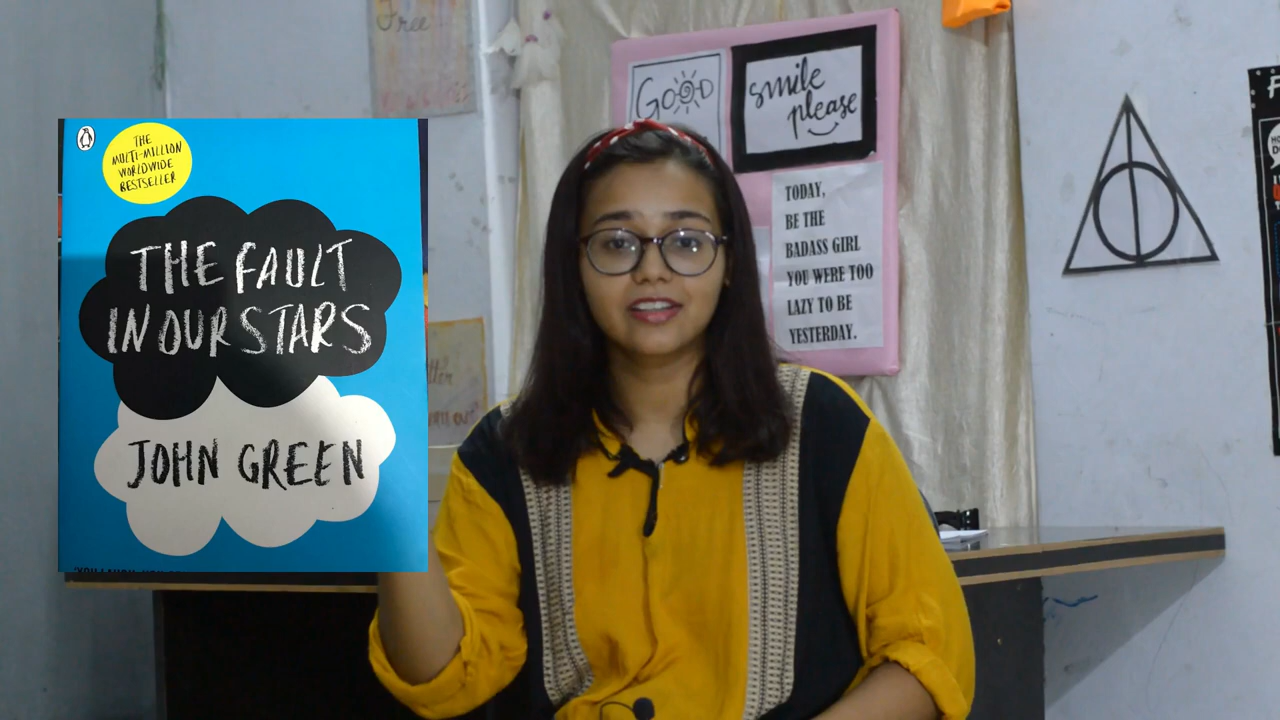 THE
MULTI-MILLION
WORLDWIDE
BESTSELLER
THE FAULT
IN OUR STARS
JOHN GREEN
Free
GOOD
smile
please
TODAY,
BE THE
BADASS GIRL
YOU WERE TOO
LAZY TO BE
YESTERDAY.